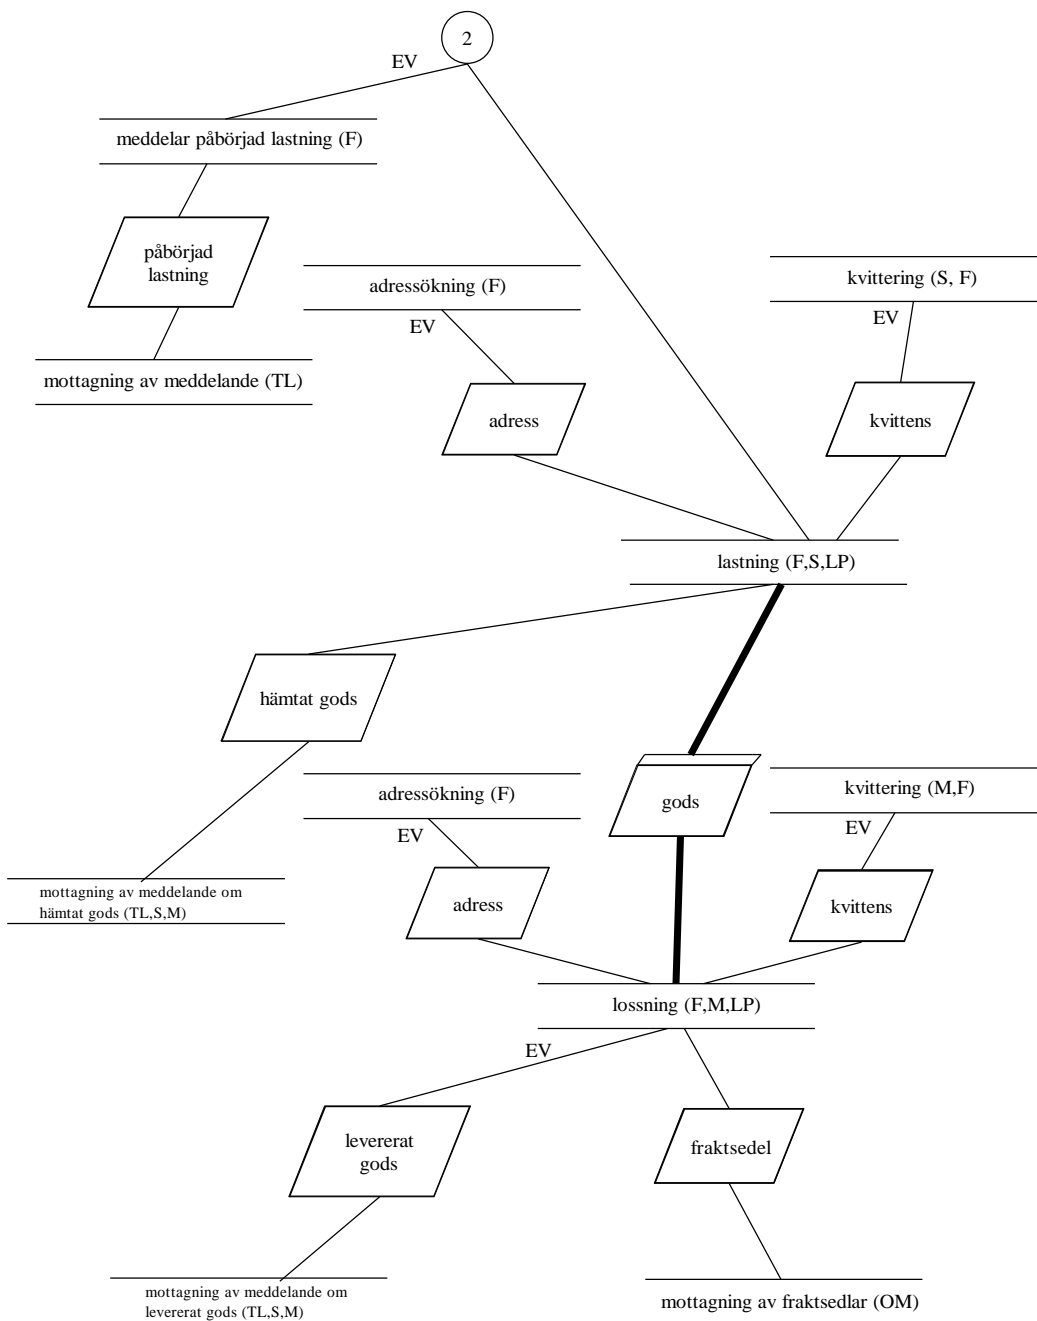 2
EV
meddelar påbörjad lastning (F)
påbörjad
lastning
mottagning av meddelande (TL)
adressökning (F)
EV
adress
kvittering (S, F)
EV
kvittens
lastning (F,S,LP)
hämtat gods
mottagning av meddelande om
hämtat gods (TL,S,M)
gods
adressökning (F)
EV
adress
kvittering (M,F)
EV
kvittens
lossning (F,M,LP)
EV
levererat
gods
fraktsedel
mottagning av meddelande om
levererat gods (TL,S,M)
mottagning av fraktsedlar (OM)